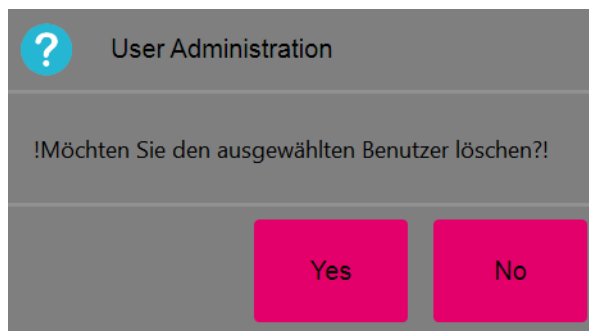 ?
User Administration
!Möchten Sie den ausgewählten Benutzer löschen?!
Yes
No